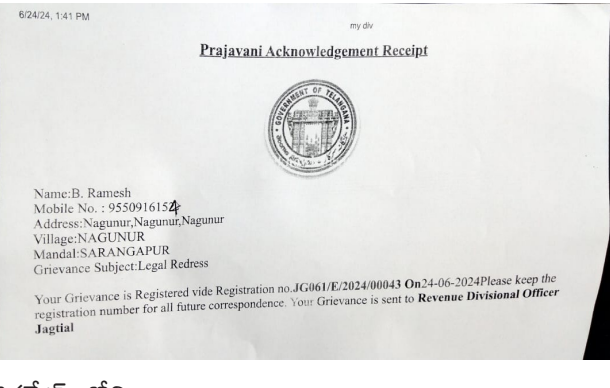 6/24/24, 1:41 PM
my div
Prajavani Acknowledgement Receipt
GOVERNMENT OF TELANGANA
Name:B. Ramesh
Mobile No. : 9550916154
Address:Nagunur,Nagunur,Nagunur
Village:NAGUNUR
Mandal:SARANGAPUR
Grievance Subject:Legal Redress
Your Grievance is Registered vide Registration no.JG061/E/2024/00043 On24-06-2024Please keep the
registration number for all future correspondence. Your Grievance is sent to Revenue Divisional Officer
Jagtial